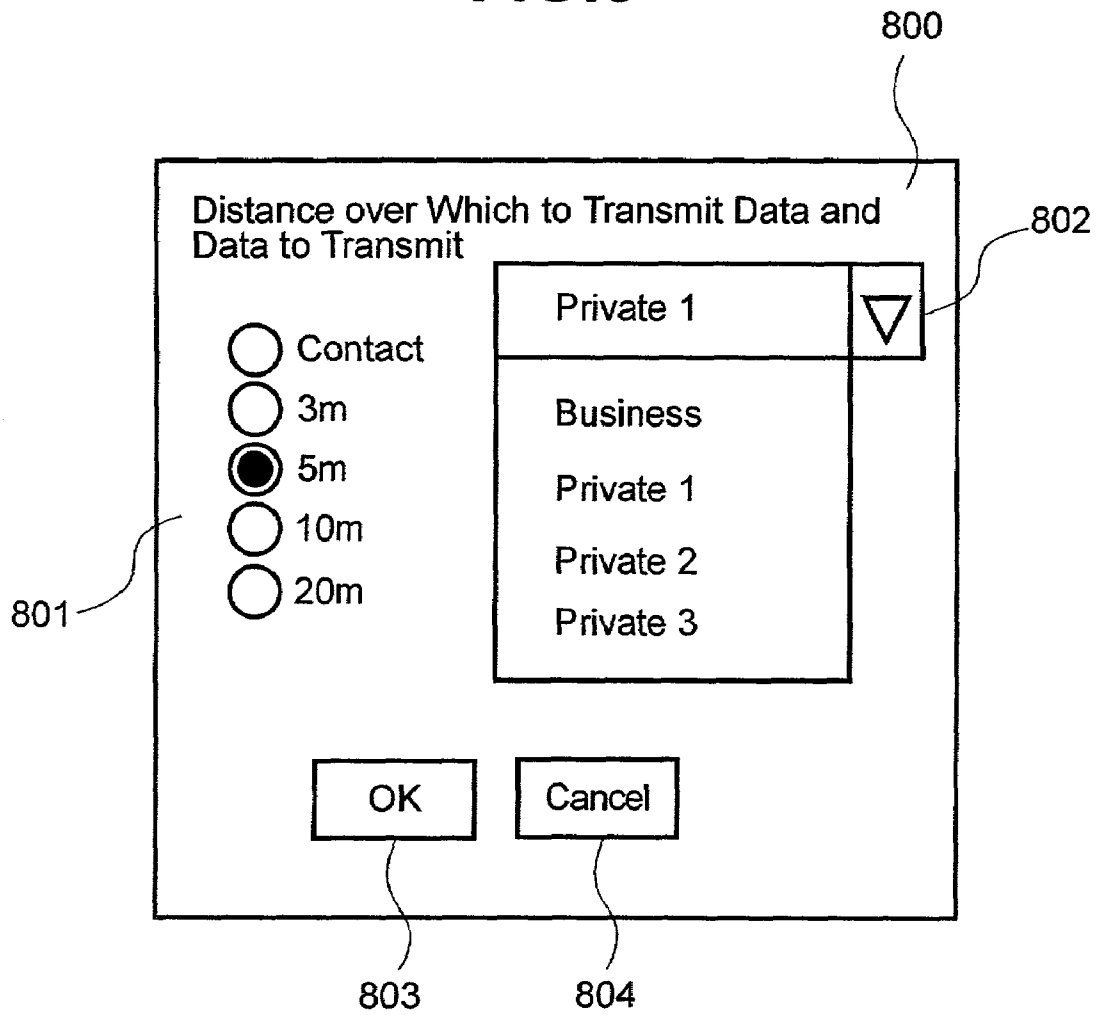 800
Distance over Which to Transmit Data and
Data to Transmit
802
Private 1
Contact
3m
5m
10m
20m
Business
Private 1
Private 2
Private 3
801
OK
Cancel
803
804